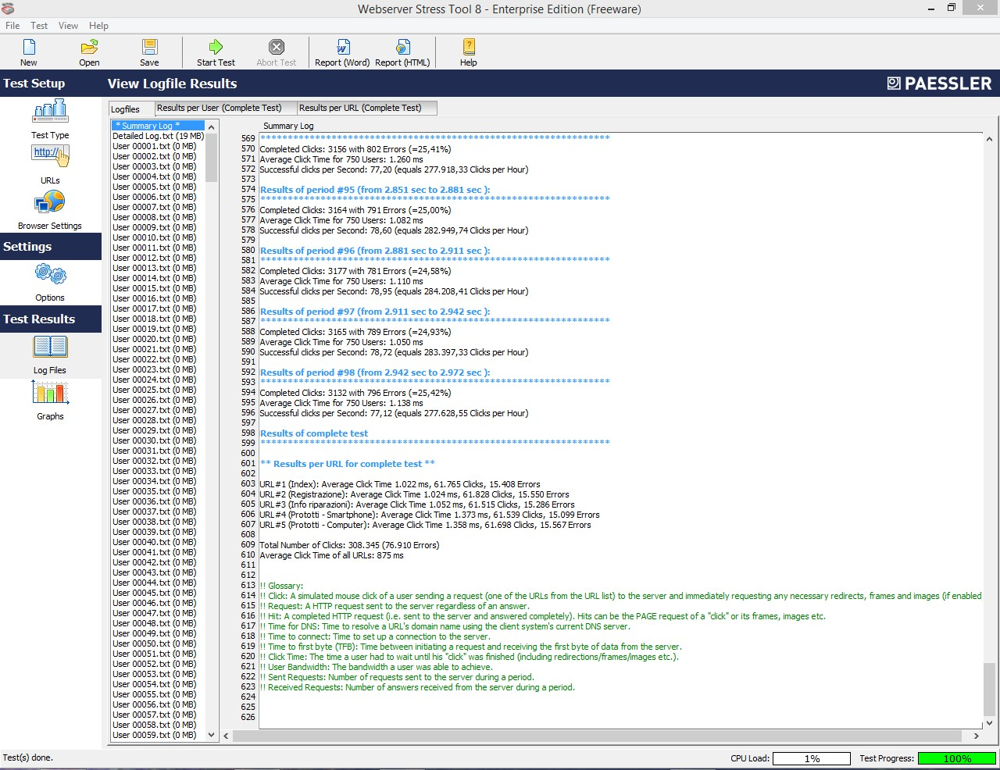 Webserver Stress Tool 8 - Enterprise Edition (Freeware)
File Test View Help
New Open Save Start Test Abort Test Report (Word) Report (HTML) Help
Test Setup
View Logfile Results
PAESSLER
Test Type
http://
URLs
Browser Settings
Settings
Options
Test Results
Log Files
Graphs
Logfiles
Results per User (Complete Test)
Results per URL (Complete Test)
* Summary Log *
Detailed Log.txt (19 MB)
User 00001.txt (0 MB)
User 00002.txt (0 MB)
User 00003.txt (0 MB)
User 00004.txt (0 MB)
User 00005.txt (0 MB)
User 00006.txt (0 MB)
User 00007.txt (0 MB)
User 00008.txt (0 MB)
User 00009.txt (0 MB)
User 00010.txt (0 MB)
User 00011.txt (0 MB)
User 00012.txt (0 MB)
User 00013.txt (0 MB)
User 00014.txt (0 MB)
User 00015.txt (0 MB)
User 00016.txt (0 MB)
User 00017.txt (0 MB)
User 00018.txt (0 MB)
User 00019.txt (0 MB)
User 00020.txt (0 MB)
User 00021.txt (0 MB)
User 00022.txt (0 MB)
User 00023.txt (0 MB)
User 00024.txt (0 MB)
User 00025.txt (0 MB)
User 00026.txt (0 MB)
User 00027.txt (0 MB)
User 00028.txt (0 MB)
User 00029.txt (0 MB)
User 00030.txt (0 MB)
User 00031.txt (0 MB)
User 00032.txt (0 MB)
User 00033.txt (0 MB)
User 00034.txt (0 MB)
User 00035.txt (0 MB)
User 00036.txt (0 MB)
User 00037.txt (0 MB)
User 00038.txt (0 MB)
User 00039.txt (0 MB)
User 00040.txt (0 MB)
User 00041.txt (0 MB)
User 00042.txt (0 MB)
User 00043.txt (0 MB)
User 00044.txt (0 MB)
User 00045.txt (0 MB)
User 00046.txt (0 MB)
User 00047.txt (0 MB)
User 00048.txt (0 MB)
User 00049.txt (0 MB)
User 00050.txt (0 MB)
User 00051.txt (0 MB)
User 00052.txt (0 MB)
User 00053.txt (0 MB)
User 00054.txt (0 MB)
User 00055.txt (0 MB)
User 00056.txt (0 MB)
User 00057.txt (0 MB)
User 00058.txt (0 MB)
User 00059.txt (0 MB)
Summary Log
569 ****************************************************************
570 Completed Clicks: 3156 with 802 Errors (=25,41%)
571 Average Click Time for 750 Users: 1.260 ms
572 Successful clicks per Second: 77,20 (equals 277.918,33 Clicks per Hour)
573
574 Results of period #95 (from 2.851 sec to 2.881 sec ):
575 ****************************************************************
576 Completed Clicks: 3164 with 791 Errors (=25,00%)
577 Average Click Time for 750 Users: 1.082 ms
578 Successful clicks per Second: 78,60 (equals 282.949,74 Clicks per Hour)
579
580 Results of period #96 (from 2.881 sec to 2.911 sec ):
581 ****************************************************************
582 Completed Clicks: 3177 with 781 Errors (=24,58%)
583 Average Click Time for 750 Users: 1.110 ms
584 Successful clicks per Second: 78,95 (equals 284.208,41 Clicks per Hour)
585
586 Results of period #97 (from 2.911 sec to 2.942 sec ):
587 ****************************************************************
588 Completed Clicks: 3165 with 789 Errors (=24,93%)
589 Average Click Time for 750 Users: 1.050 ms
590 Successful clicks per Second: 78,72 (equals 283.397,33 Clicks per Hour)
591
592 Results of period #98 (from 2.942 sec to 2.972 sec ):
593 ****************************************************************
594 Completed Clicks: 3132 with 796 Errors (=25,42%)
595 Average Click Time for 750 Users: 1.138 ms
596 Successful clicks per Second: 77,12 (equals 277.628,55 Clicks per Hour)
597
598 Results of complete test
599 ****************************************************************
600
601 ** Results per URL for complete test **
602
603 URL#1 (Index): Average Click Time 1.022 ms, 61.765 Clicks, 15.408 Errors
604 URL#2 (Registrazione): Average Click Time 1.024 ms, 61.828 Clicks, 15.550 Errors
605 URL#3 (Info riparazioni): Average Click Time 1.052 ms, 61.515 Clicks, 15.286 Errors
606 URL#4 (Prototti - Smartphone): Average Click Time 1.373 ms, 61.539 Clicks, 15.099 Errors
607 URL#5 (Prototti - Computer): Average Click Time 1.358 ms, 61.698 Clicks, 15.567 Errors
608
609 Total Number of Clicks: 308.345 (76.910 Errors)
610 Average Click Time of all URLs: 875 ms
611
612
613 !! Glossary:
614 !! Click: A simulated mouse click of a user sending a request (one of the URLs from the URL list) to the server and immediately requesting any necessary redirects, frames and images (if enabled
615 !! Request: A HTTP request sent to the server regardless of an answer.
616 !! Hit: A completed HTTP request (i.e. sent to the server and answered completely). Hits can be the PAGE request of a "click" or its frames, images etc.
617 !! Time for DNS: Time to resolve a URL's domain name using the client system's current DNS server.
618 !! Time to connect: Time to set up a connection to the server.
619 !! Time to first byte (TFB): Time between initiating a request and receiving the first byte of data from the server.
620 !! Click Time: The time a user had to wait until his "click" was finished (including redirections/frames/images etc.).
621 !! User Bandwidth: The bandwidth a user was able to achieve.
622 !! Sent Requests: Number of requests sent to the server during a period.
623 !! Received Requests: Number of answers received from the server during a period.
624
625
626
Test(s) done.
CPU Load: 1% Test Progress: 100%